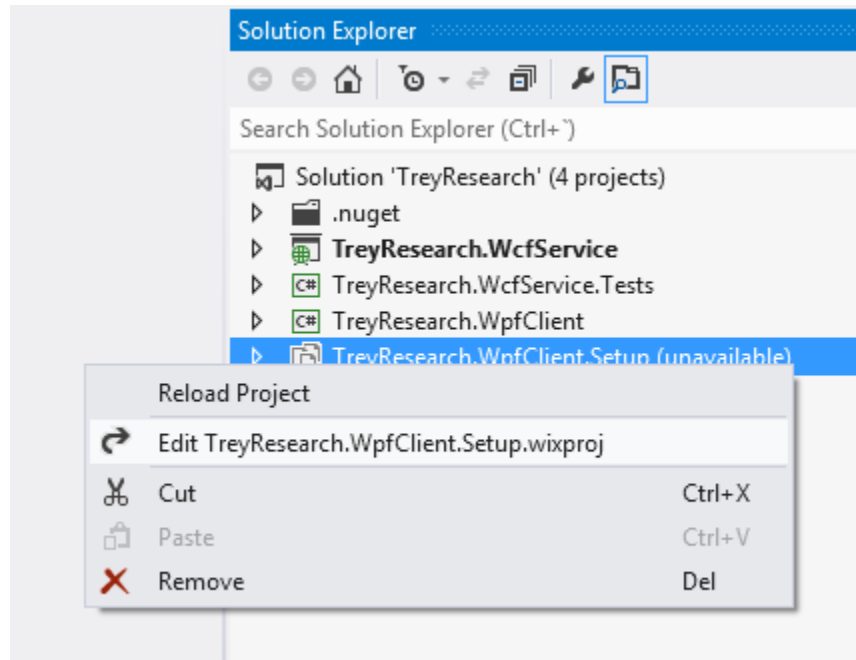 Solution Explorer
Search Solution Explorer (Ctrl+`)
Solution 'TreyResearch' (4 projects)
.nuget
TreyResearch.WcfService
C# TreyResearch.WcfService.Tests
C# TreyResearch.WpfClient
TreyResearch.WpfClient.Setup (unavailable)
Reload Project
Edit TreyResearch.WpfClient.Setup.wixproj
Cut Ctrl+X
Paste Ctrl+V
Remove Del